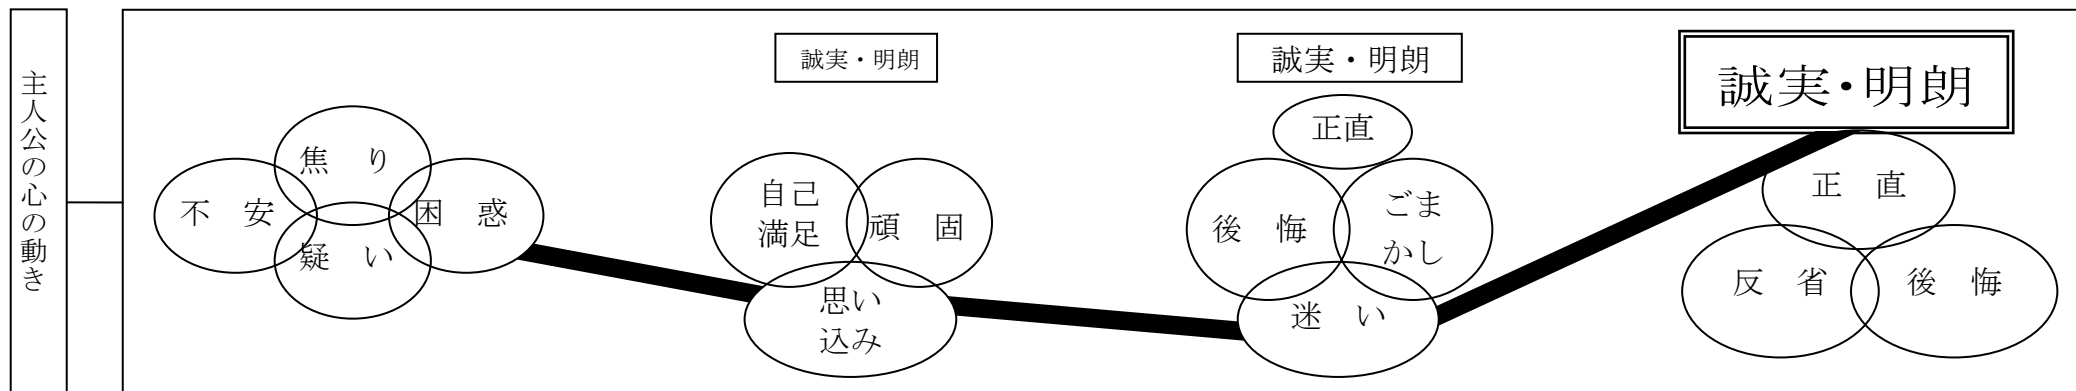 主人公の心の動き
焦　り
不　安
困　惑
疑　い
誠実・明朗
自己
満足
頑　固
思い
込み
誠実・明朗
正直
後　悔
ごま
かし
迷　い
誠実・明朗
正　直
反　省
後　悔